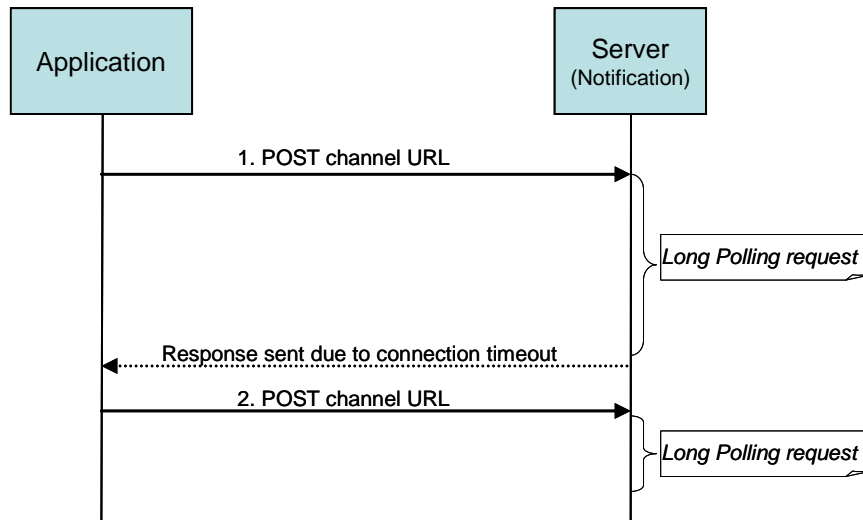 Application
Server
(Notification)
1. POST channel URL
Long Polling request
Response sent due to connection timeout
2. POST channel URL
Long Polling request